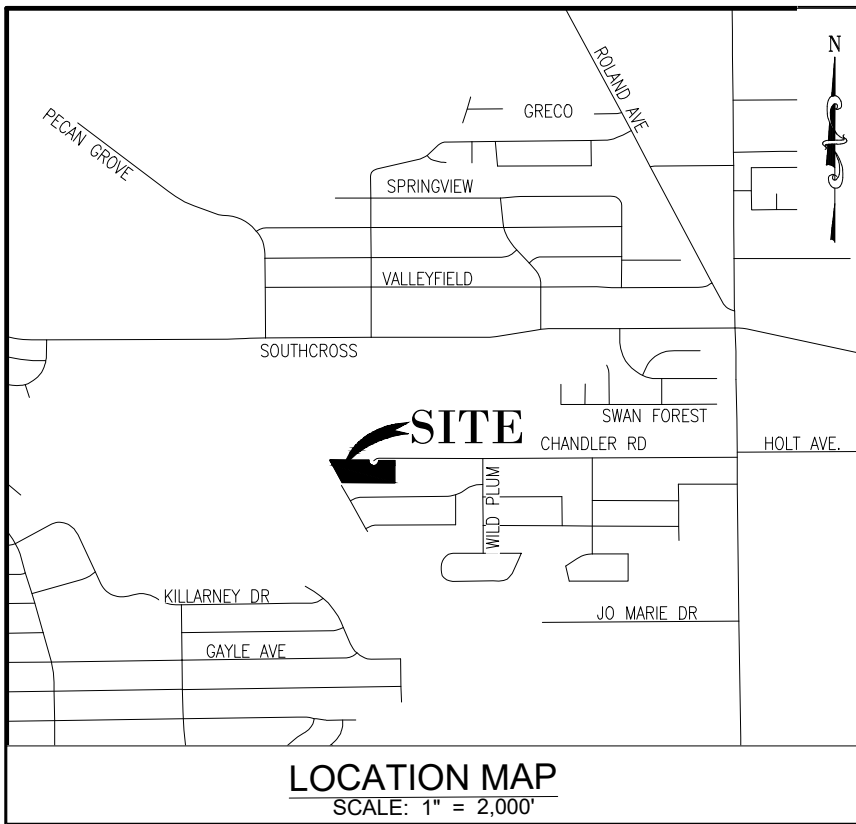 N
ROLAND AVE
GRECO
PECAN GROVE
SPRINGVIEW
VALLEYFIELD
SOUTHCROSS
SWAN FOREST
SITE
CHANDLER RD
HOLT AVE.
WILD PLUM
KILLARNEY DR
JO MARIE DR
GAYLE AVE
LOCATION MAP
SCALE: 1" = 2,000'